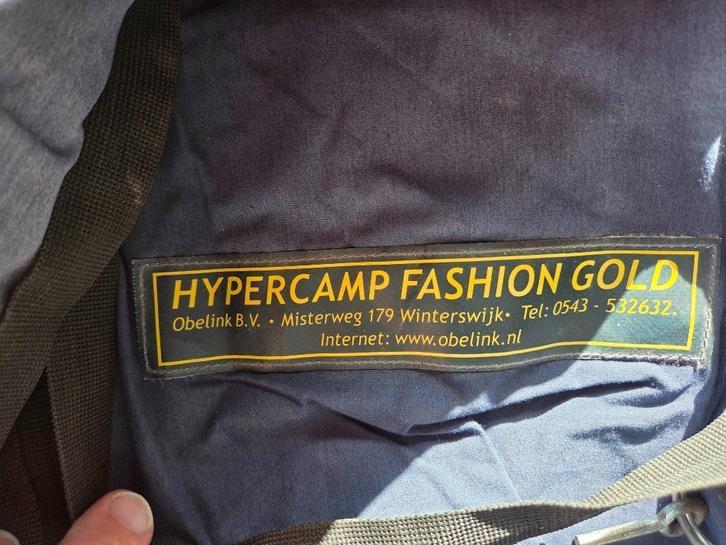 HYPERCAMP FASHION GOLD
Obelink B.V. • Misterweg 179 Winterswijk• Tel: 0543 - 532632.
Internet: www.obelink.nl